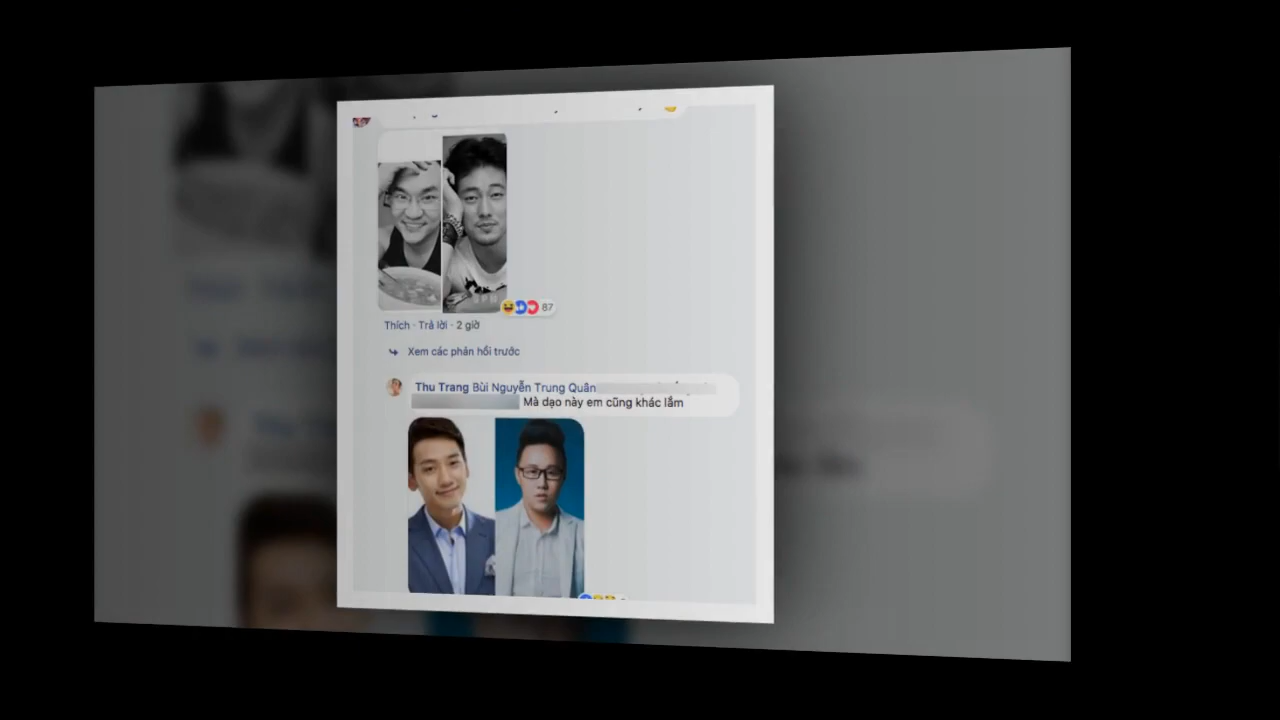 87
Thích · Trả lời · 2 giờ
Xem các phản hồi trước
Thu Trang Bùi Nguyễn Trung Quân
Mà dạo này em cũng khác lắm